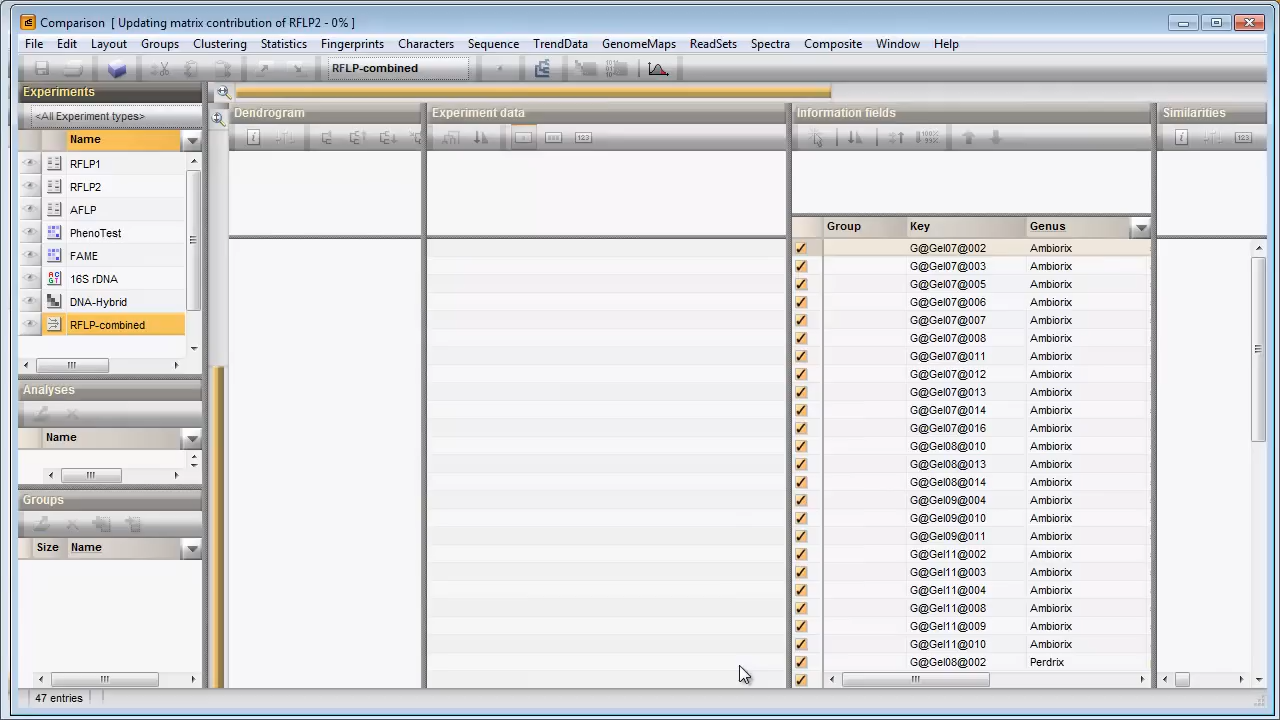 Comparison [ Updating matrix contribution of RFLP2 - 0% ]
File Edit Layout Groups Clustering Statistics Fingerprints Characters Sequence TrendData GenomeMaps ReadSets Spectra Composite Window Help
RFLP-combined
Experiments
<All Experiment types>
Name
RFLP1
RFLP2
AFLP
PhenoTest
FAME
16S rDNA
DNA-Hybrid
RFLP-combined
Analyses
Name
Groups
Size Name
47 entries
Dendrogram
Experiment data
Information fields
Similarities
Group Key Genus
G@Gel07@002 Ambiorix
G@Gel07@003 Ambiorix
G@Gel07@005 Ambiorix
G@Gel07@006 Ambiorix
G@Gel07@007 Ambiorix
G@Gel07@008 Ambiorix
G@Gel07@011 Ambiorix
G@Gel07@012 Ambiorix
G@Gel07@013 Ambiorix
G@Gel07@014 Ambiorix
G@Gel07@016 Ambiorix
G@Gel08@010 Ambiorix
G@Gel08@013 Ambiorix
G@Gel08@014 Ambiorix
G@Gel09@004 Ambiorix
G@Gel09@010 Ambiorix
G@Gel09@011 Ambiorix
G@Gel11@002 Ambiorix
G@Gel11@003 Ambiorix
G@Gel11@004 Ambiorix
G@Gel11@008 Ambiorix
G@Gel11@009 Ambiorix
G@Gel11@010 Ambiorix
G@Gel08@002 Perdrix